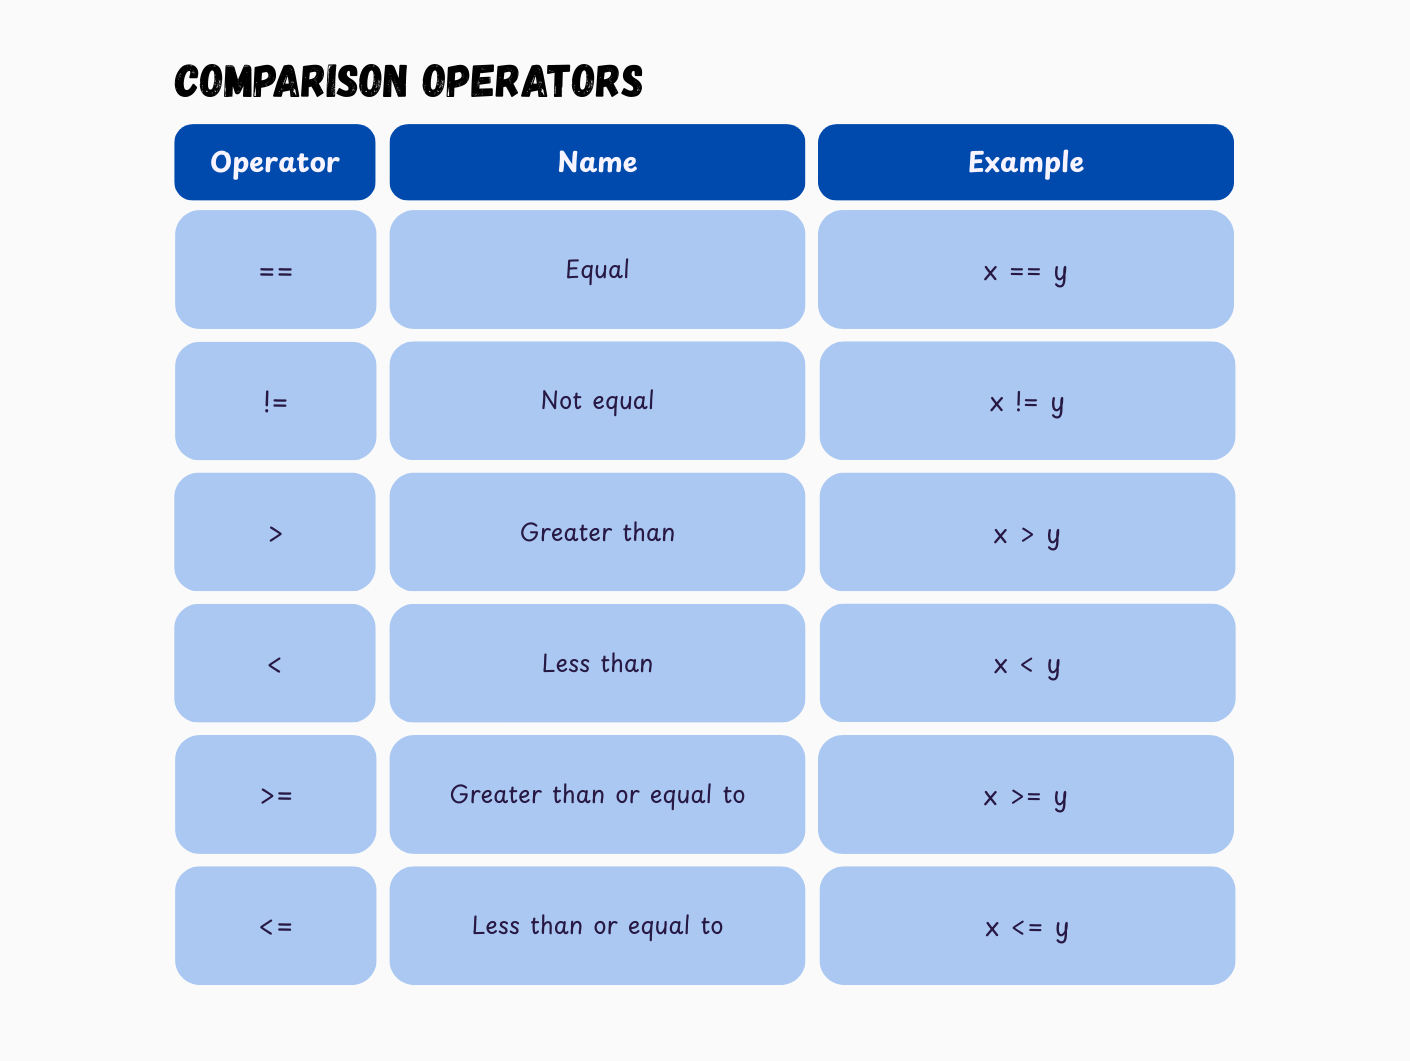 COMPARISON OPERATORS
Operator Name Example
== Equal x == y
!= Not equal x != y
> Greater than x > y
< Less than x < y
>= Greater than or equal to x >= y
<= Less than or equal to x <= y